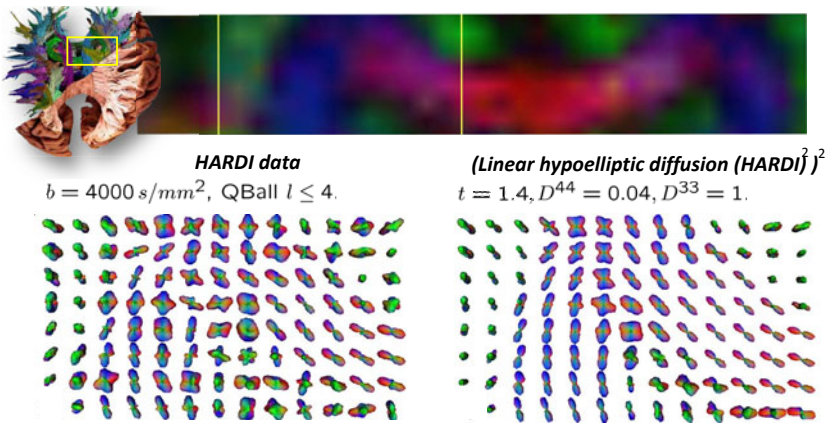 HARDI data
(Linear hypoelliptic diffusion (HARDI)² )²
b = 4000 s/mm², QBall l ≤ 4.
t = 1.4, D⁴⁴ = 0.04, D³³ = 1.